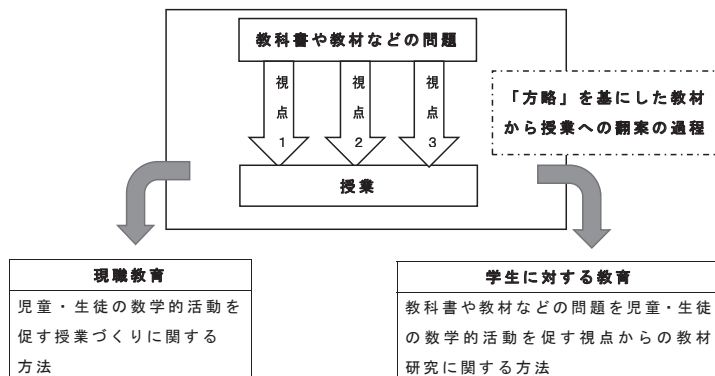 教科書や教材などの問題
視点1
視点2
視点3
「方略」を基にした教材
から授業への翻案の過程
授業
現職教育
児童・生徒の数学的活動を
促す授業づくりに関する
方法
学生に対する教育
教科書や教材などの問題を児童・生徒
の数学的活動を促す視点からの教材
研究に関する方法